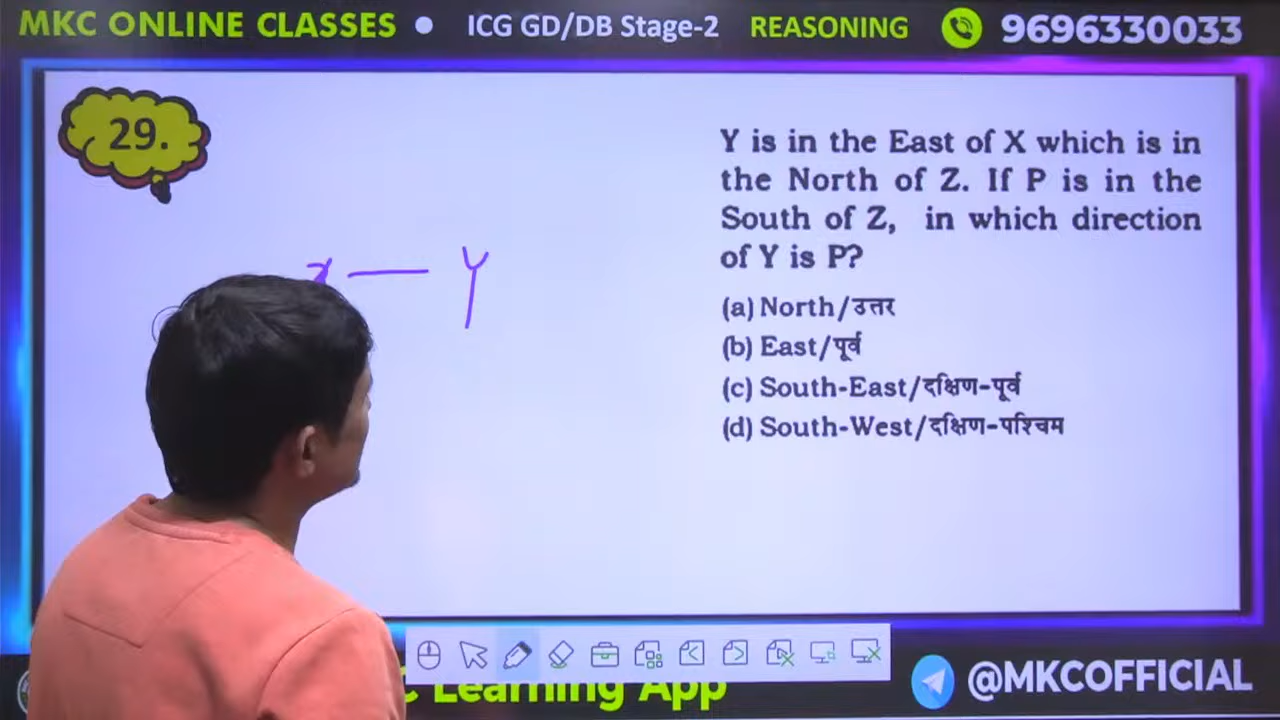 MKC ONLINE CLASSES ● ICG GD/DB Stage-2 REASONING 9696330033
29.
Y is in the East of X which is in
the North of Z. If P is in the
South of Z, in which direction
of Y is P?
(a) North/उत्तर
(b) East/पूर्व
(c) South-East/दक्षिण-पूर्व
(d) South-West/दक्षिण-पश्चिम
x — Y
Learning App
@MKCOFFICIAL